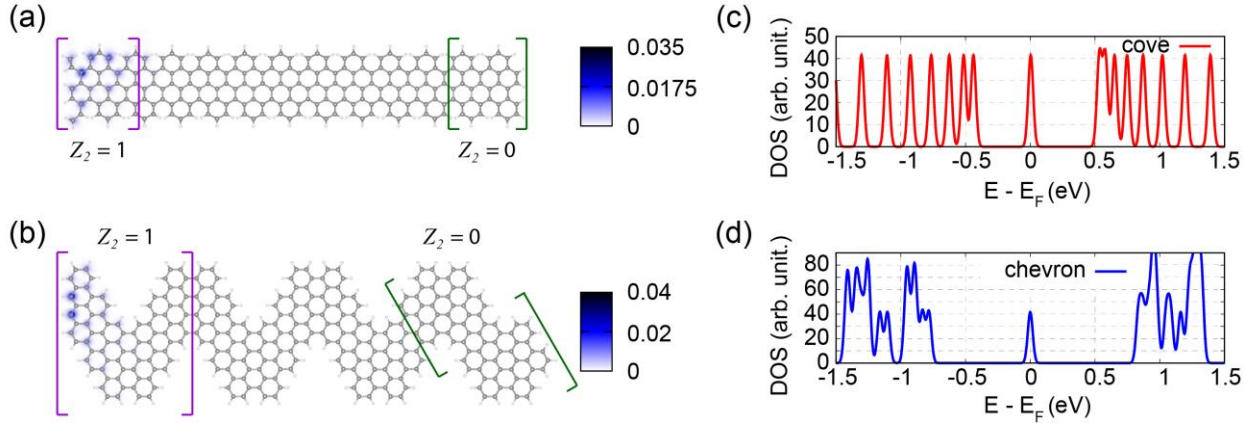 (a)
0.035
0.0175
0
Z₂ = 1
Z₂ = 0
(b)
Z₂ = 1
Z₂ = 0
0.04
0.02
0
(c)
DOS (arb. unit.)
50
40
30
20
10
0
cove
-1.5 -1 -0.5 0 0.5 1 1.5
E - E_F (eV)
(d)
DOS (arb. unit.)
80
60
40
20
0
chevron
-1.5 -1 -0.5 0 0.5 1 1.5
E - E_F (eV)